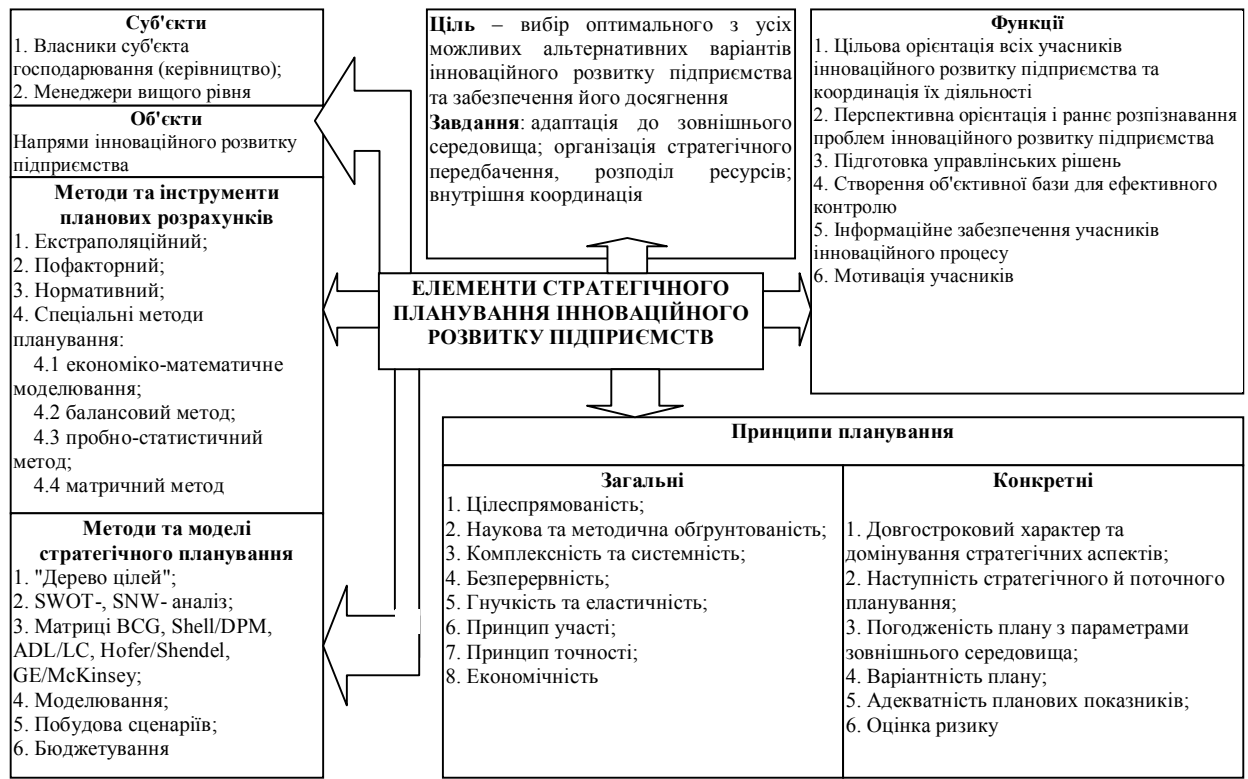 Суб'єкти
1. Власники суб'єкта
господарювання (керівництво);
2. Менеджери вищого рівня
Об'єкти
Напрями інноваційного розвитку
підприємства
Методи та інструменти
планових розрахунків
1. Екстраполяційний;
2. Пофакторний;
3. Нормативний;
4. Спеціальні методи
планування:
4.1 економіко-математичне
моделювання;
4.2 балансовий метод;
4.3 пробно-статистичний
метод;
4.4 матричний метод
Методи та моделі
стратегічного планування
1. "Дерево цілей";
2. SWOT-, SNW- аналіз;
3. Матриці BCG, Shell/DPM,
ADL/LC, Hofer/Shendel,
GE/McKinsey;
4. Моделювання;
5. Побудова сценаріїв;
6. Бюджетування
Ціль – вибір оптимального з усіх
можливих альтернативних варіантів
інноваційного розвитку підприємства
та забезпечення його досягнення
Завдання: адаптація до зовнішнього
середовища; організація стратегічного
передбачення, розподіл ресурсів;
внутрішня координація
ЕЛЕМЕНТИ СТРАТЕГІЧНОГО
ПЛАНУВАННЯ ІННОВАЦІЙНОГО
РОЗВИТКУ ПІДПРИЄМСТВ
Функції
1. Цільова орієнтація всіх учасників
інноваційного розвитку підприємства та
координація їх діяльності
2. Перспективна орієнтація і раннє розпізнавання
проблем інноваційного розвитку підприємства
3. Підготовка управлінських рішень
4. Створення об'єктивної бази для ефективного
контролю
5. Інформаційне забезпечення учасників
інноваційного процесу
6. Мотивація учасників
Принципи планування
Загальні
1. Цілеспрямованість;
2. Наукова та методична обґрунтованість;
3. Комплексність та системність;
4. Безперервність;
5. Гнучкість та еластичність;
6. Принцип участі;
7. Принцип точності;
8. Економічність
Конкретні
1. Довгостроковий характер та
домінування стратегічних аспектів;
2. Наступність стратегічного й поточного
планування;
3. Погодженість плану з параметрами
зовнішнього середовища;
4. Варіантність плану;
5. Адекватність планових показників;
6. Оцінка ризику